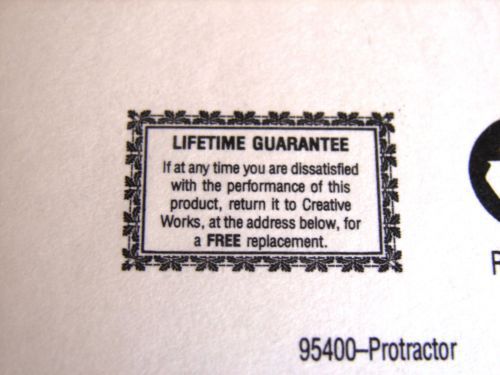 LIFETIME GUARANTEE
If at any time you are dissatisfied
with the performance of this
product, return it to Creative
Works, at the address below, for
a FREE replacement.
95400–Protractor